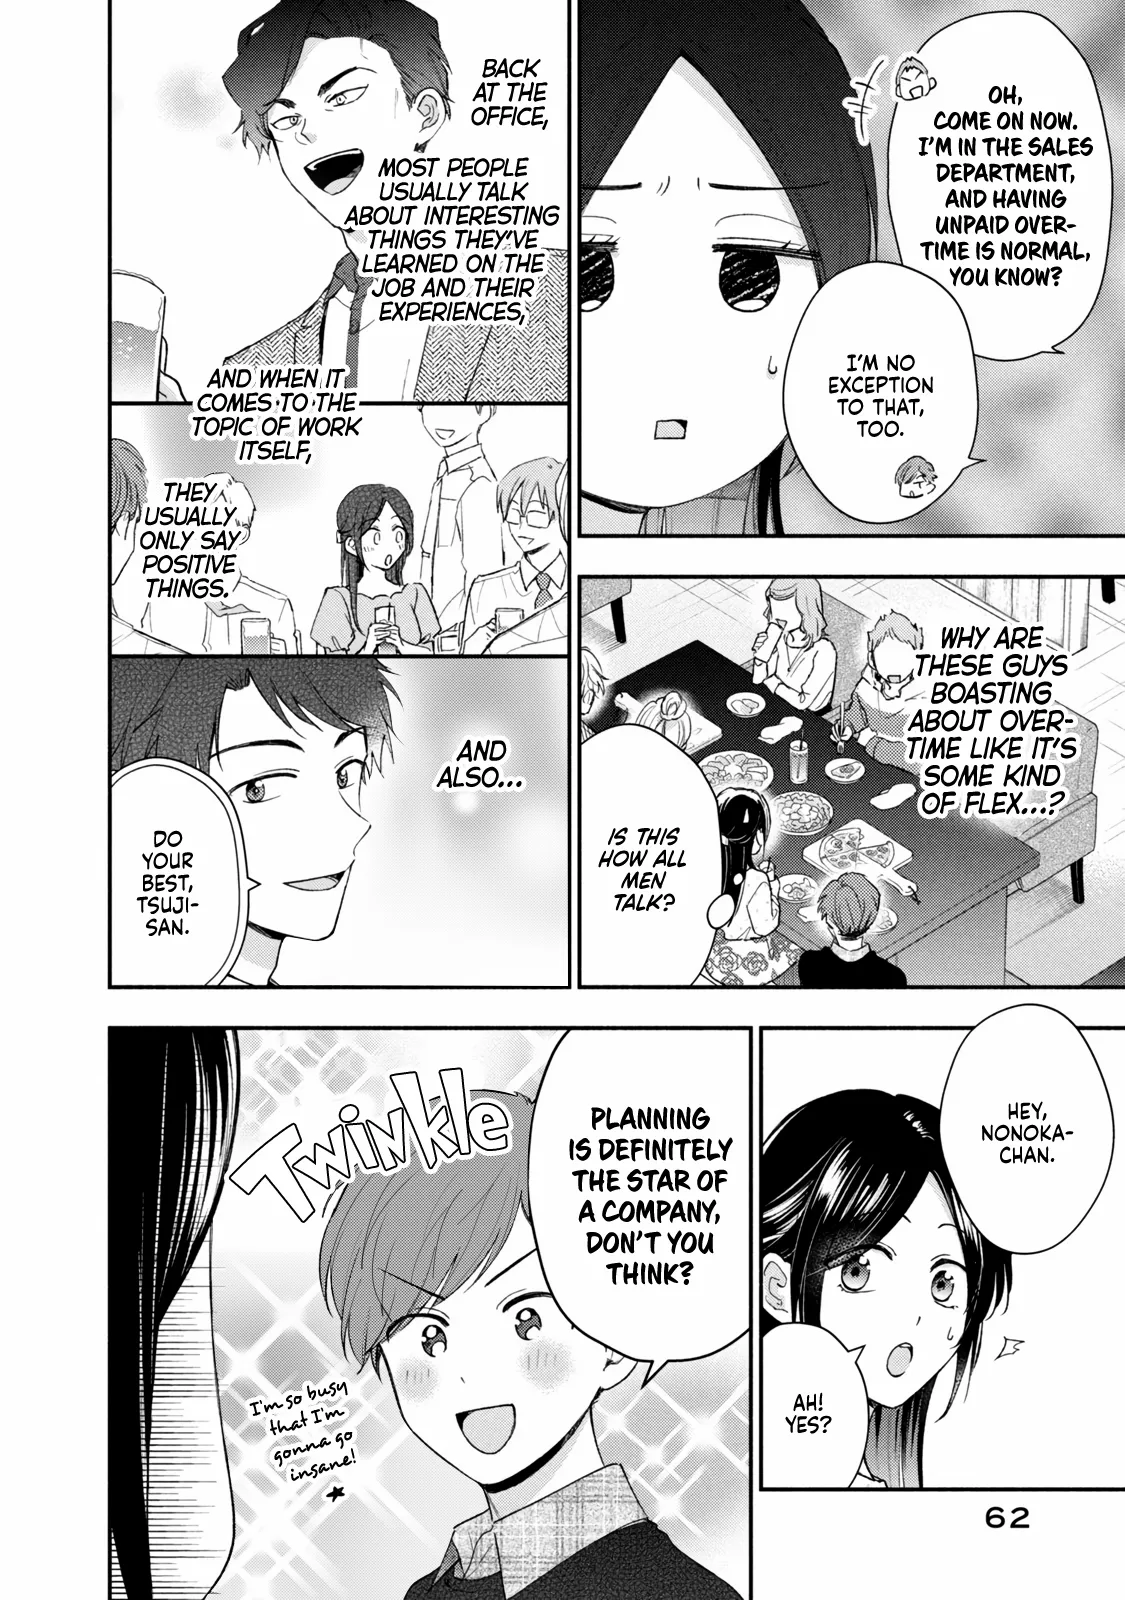 OH,
COME ON NOW.
I'M IN THE SALES
DEPARTMENT,
AND HAVING
UNPAID OVER-
TIME IS NORMAL,
YOU KNOW?
I'M NO
EXCEPTION
TO THAT,
TOO.
WHY ARE
THESE GUYS
BOASTING
ABOUT OVER-
TIME LIKE IT'S
SOME KIND
OF FLEX...?
IS THIS
HOW ALL
MEN
TALK?
BACK
AT THE
OFFICE,
MOST PEOPLE
USUALLY TALK
ABOUT INTERESTING
THINGS THEY'VE
LEARNED ON THE
JOB AND THEIR
EXPERIENCES,
AND WHEN IT
COMES TO THE
TOPIC OF WORK
ITSELF,
THEY
USUALLY
ONLY SAY
POSITIVE
THINGS.
AND
ALSO...
DO
YOUR
BEST,
TSUJI-
SAN.
HEY,
NONOKA-
CHAN.
AH!
YES?
PLANNING
IS DEFINITELY
THE STAR OF
A COMPANY,
DON'T YOU
THINK?
Twinkle
I'm so busy
that I'm
gonna go
insane!
62